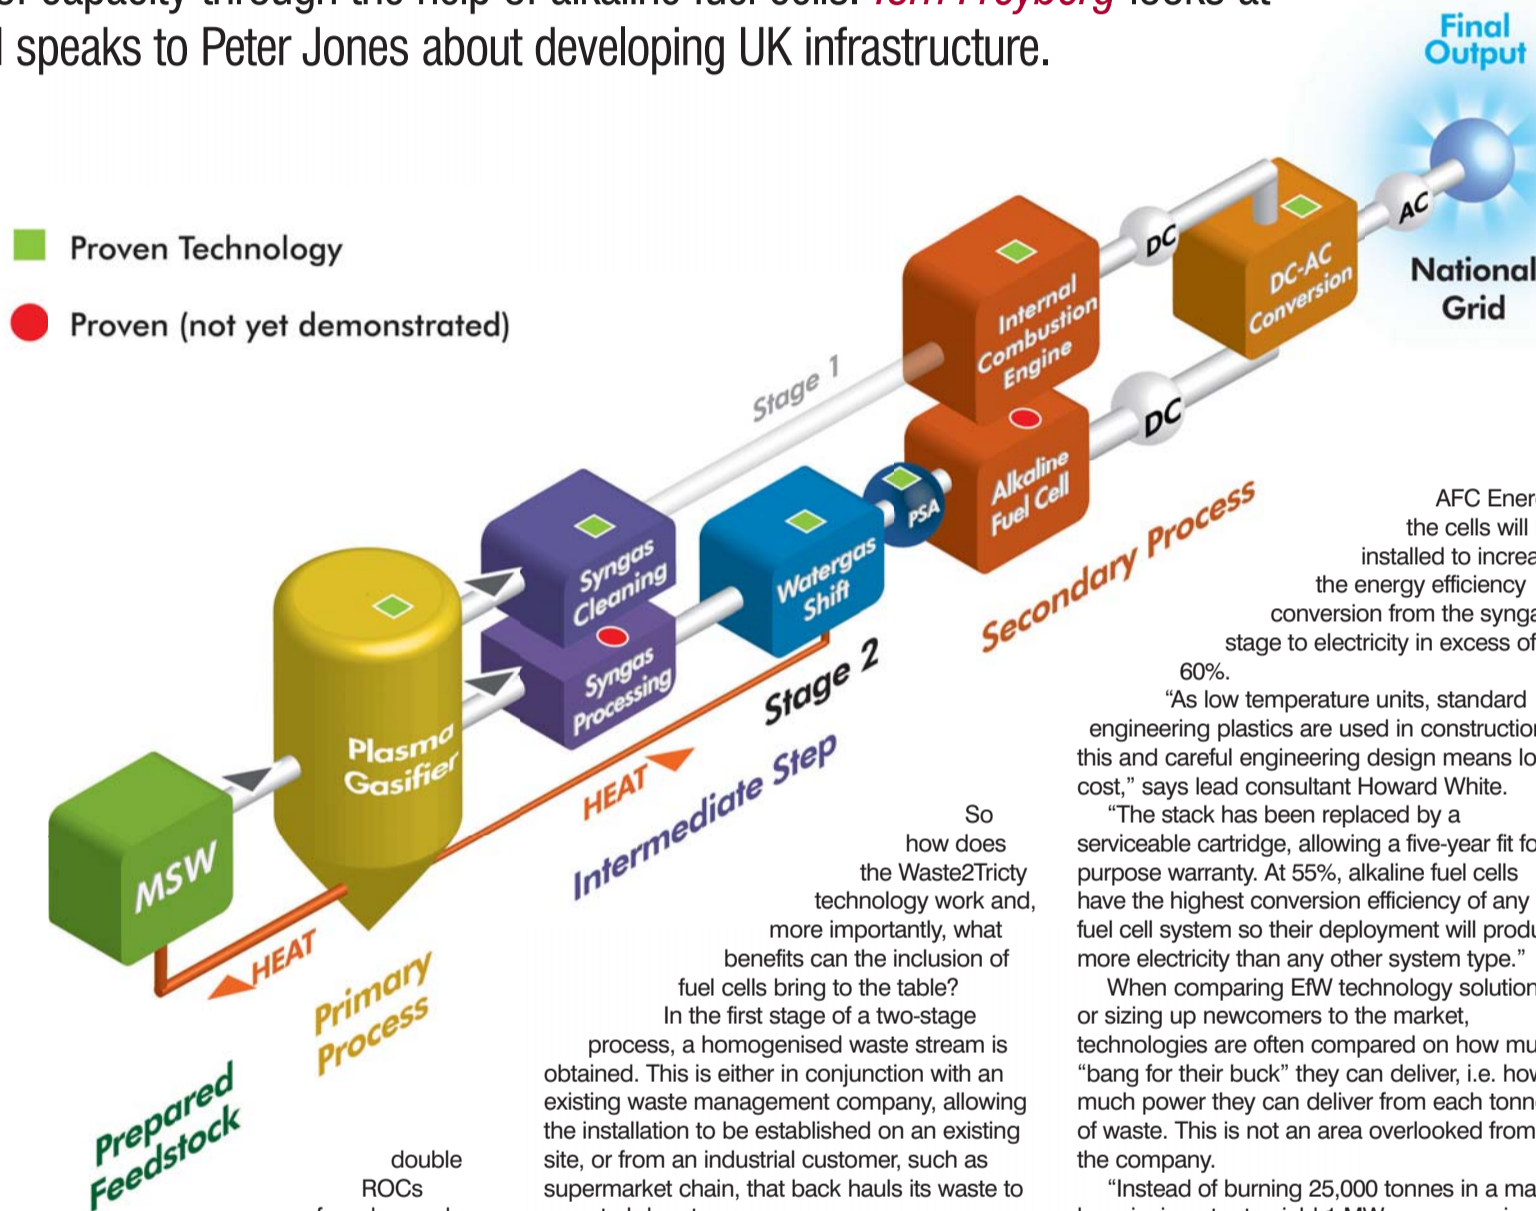 speaks to Peter Jones about developing UK infrastructure.
Final
Output
National
Grid
Proven Technology
Proven (not yet demonstrated)
MSW
Plasma
Gasifier
Syngas
Cleaning
Syngas
Processing
Watergas
Shift
PSA
Internal
Combustion
Engine
Alkaline
Fuel Cell
DC
DC
DC-AC
Conversion
AC
Stage 1
Stage 2
HEAT
HEAT
Prepared
Feedstock
Primary
Process
Intermediate Step
Secondary Process
double
ROCs
So
how does
the Waste2Tricty
technology work and,
more importantly, what
benefits can the inclusion of
fuel cells bring to the table?
In the first stage of a two-stage
process, a homogenised waste stream is
obtained. This is either in conjunction with an
existing waste management company, allowing
the installation to be established on an existing
site, or from an industrial customer, such as
supermarket chain, that back hauls its waste to
AFC
the cells will
installed to
the energy efficiency
conversion from the
stage to electricity in excess of
60%.
“As low temperature units, standard
engineering plastics are used in
this and careful engineering design means
cost,” says lead consultant Howard White.
“The stack has been replaced by a
serviceable cartridge, allowing a five-year fit
purpose warranty. At 55%, alkaline fuel cells
have the highest conversion efficiency of any
fuel cell system so their deployment will
more electricity than any other system type.”
When comparing EfW technology
or sizing up newcomers to the market,
technologies are often compared on how
“bang for their buck” they can deliver, i.e.
much power they can deliver from each
of waste. This is not an area overlooked from
the company.
“Instead of burning 25,000 tonnes in a